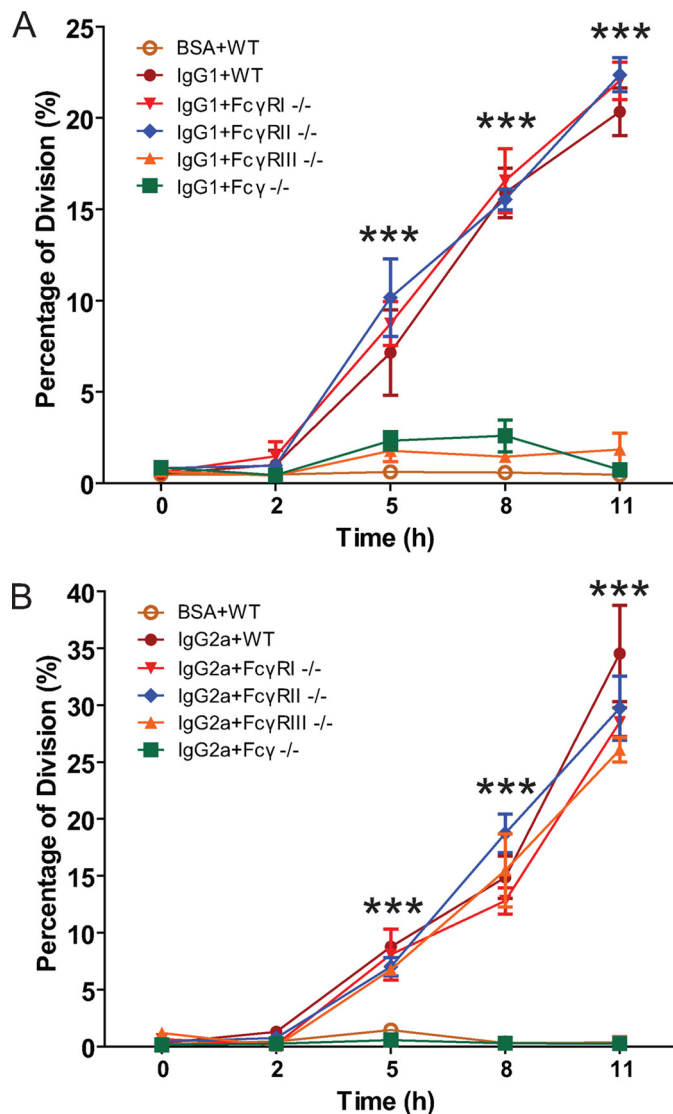 A
Percentage of Division (%)
25
20
15
10
5
0
BSA+WT
IgG1+WT
IgG1+FcγRI -/-
IgG1+FcγRII -/-
IgG1+FcγRIII -/-
IgG1+Fcγ -/-
***
***
***
0 2 5 8 11
Time (h)
B
Percentage of Division (%)
40
35
30
25
20
15
10
5
0
BSA+WT
IgG2a+WT
IgG2a+FcγRI -/-
IgG2a+FcγRII -/-
IgG2a+FcγRIII -/-
IgG2a+Fcγ -/-
***
***
***
0 2 5 8 11
Time (h)